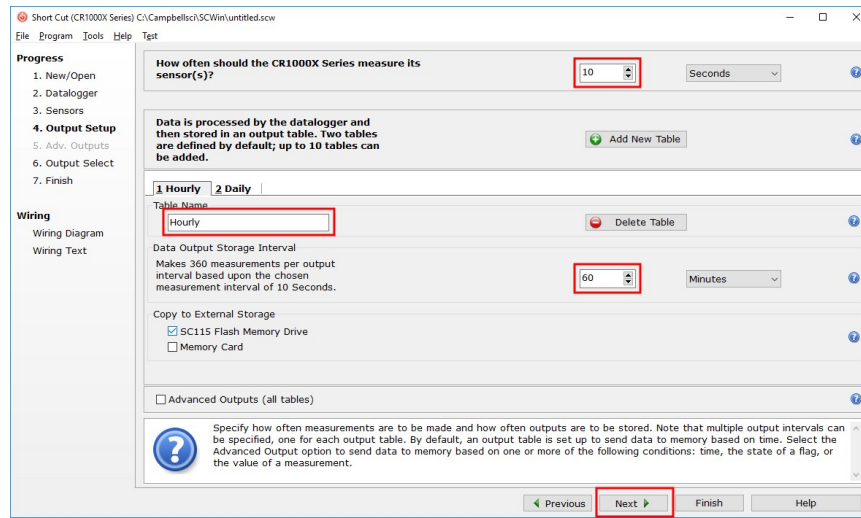 Short Cut (CR1000X Series) C:\Campbellsci\SCWin\untitled.scw
File Program Tools Help Test
Progress
1. New/Open
2. Datalogger
3. Sensors
4. Output Setup
5. Adv. Outputs
6. Output Select
7. Finish
Wiring
Wiring Diagram
Wiring Text
How often should the CR1000X Series measure its
sensor(s)?
10
Seconds
Data is processed by the datalogger and
then stored in an output table. Two tables
are defined by default; up to 10 tables can
be added.
Add New Table
1 Hourly 2 Daily
Table Name
Hourly
Delete Table
Data Output Storage Interval
Makes 360 measurements per output
interval based upon the chosen
measurement interval of 10 Seconds.
60
Minutes
Copy to External Storage
SC115 Flash Memory Drive
Memory Card
Advanced Outputs (all tables)
Specify how often measurements are to be made and how often outputs are to be stored. Note that multiple output intervals can
be specified, one for each output table. By default, an output table is set up to send data to memory based on time. Select the
Advanced Output option to send data to memory based on one or more of the following conditions: time, the state of a flag, or
the value of a measurement.
Previous Next Finish Help